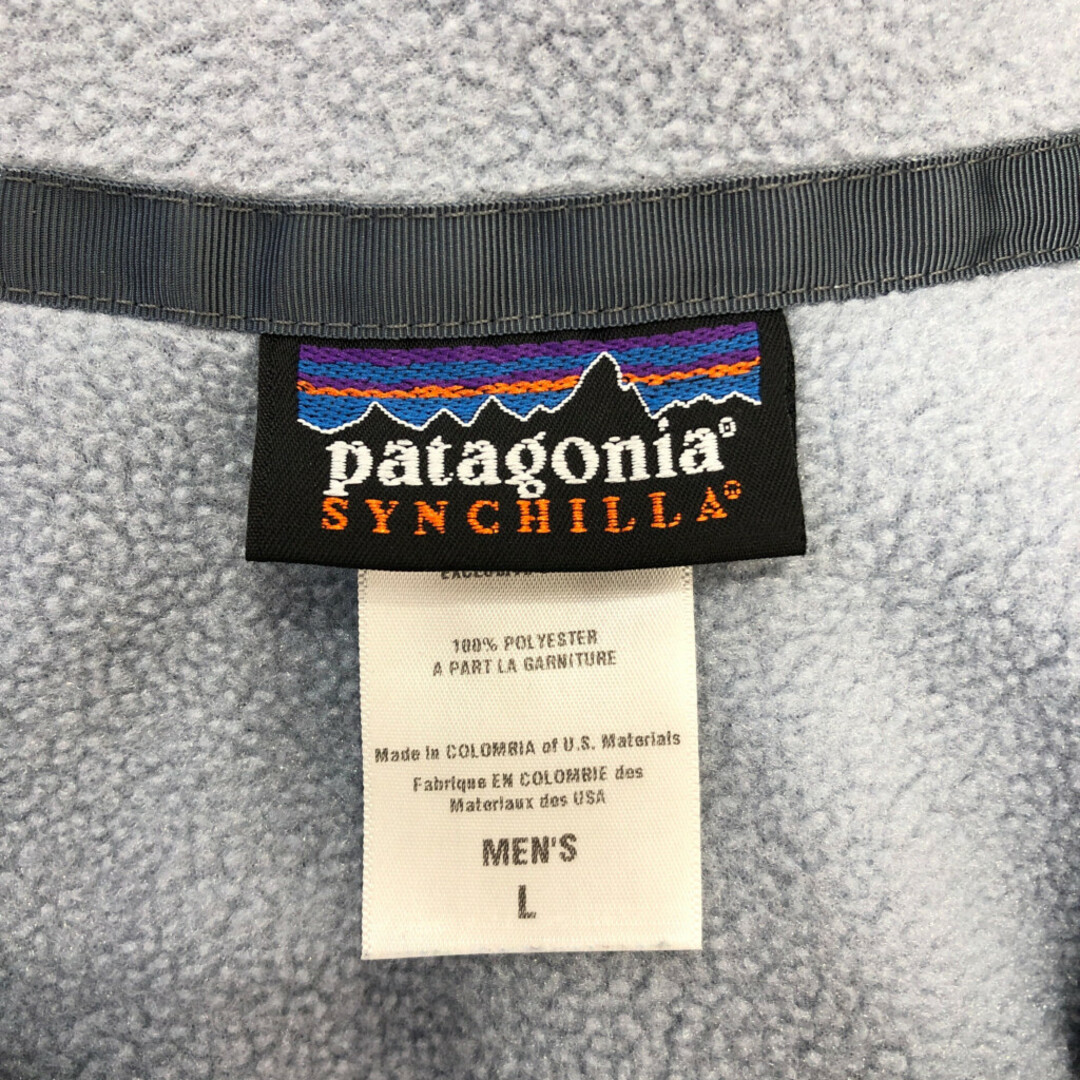 patagonia®
SYNCHILLA®
100% POLYESTER
A PART LA GARNITURE
Made in COLOMBIA of U.S. Materials
Fabrique EN COLOMBIE des
Materiaux des USA
MEN'S
L